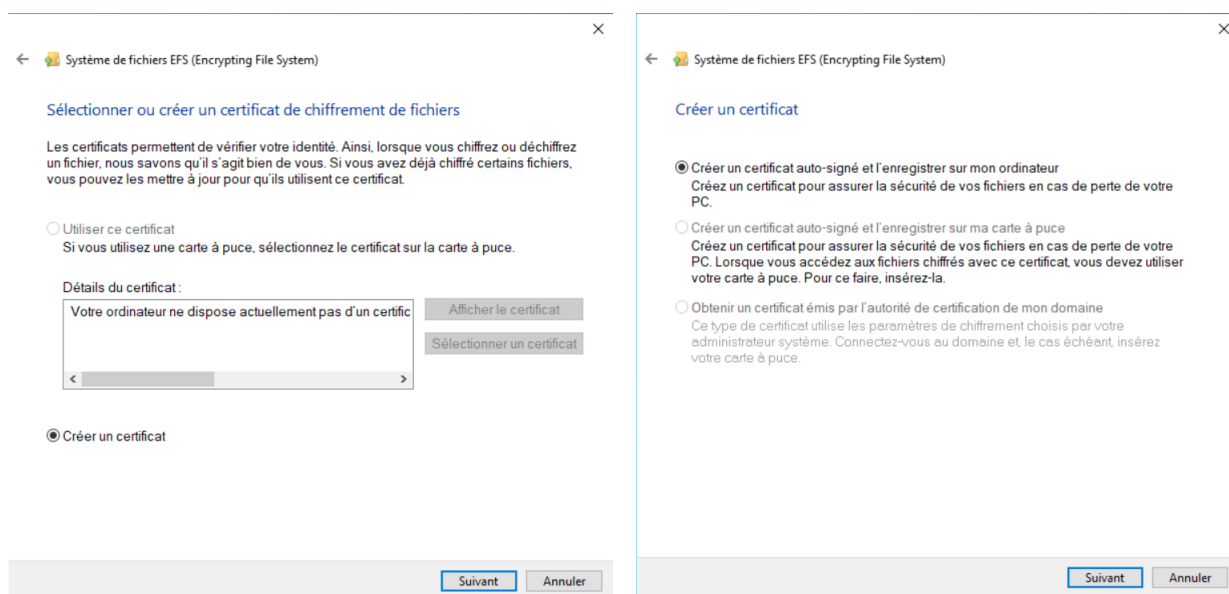 Système de fichiers EFS (Encrypting File System)
Sélectionner ou créer un certificat de chiffrement de fichiers
Les certificats permettent de vérifier votre identité. Ainsi, lorsque vous chiffrez ou déchiffrez
un fichier, nous savons qu'il s'agit bien de vous. Si vous avez déjà chiffré certains fichiers,
vous pouvez les mettre à jour pour qu'ils utilisent ce certificat.
Utiliser ce certificat
Si vous utilisez une carte à puce, sélectionnez le certificat sur la carte à puce.
Détails du certificat :
Votre ordinateur ne dispose actuellement pas d'un certific
Afficher le certificat
Sélectionner un certificat
Créer un certificat
Suivant
Annuler
Système de fichiers EFS (Encrypting File System)
Créer un certificat
Créer un certificat auto-signé et l'enregistrer sur mon ordinateur
Créez un certificat pour assurer la sécurité de vos fichiers en cas de perte de votre
PC.
Créer un certificat auto-signé et l'enregistrer sur ma carte à puce
Créez un certificat pour assurer la sécurité de vos fichiers en cas de perte de votre
PC. Lorsque vous accédez aux fichiers chiffrés avec ce certificat, vous devez utiliser
votre carte à puce. Pour ce faire, insérez-la.
Obtenir un certificat émis par l'autorité de certification de mon domaine
Ce type de certificat utilise les paramètres de chiffrement choisis par votre
administrateur système. Connectez-vous au domaine et, le cas échéant, insérez
votre carte à puce.
Suivant
Annuler